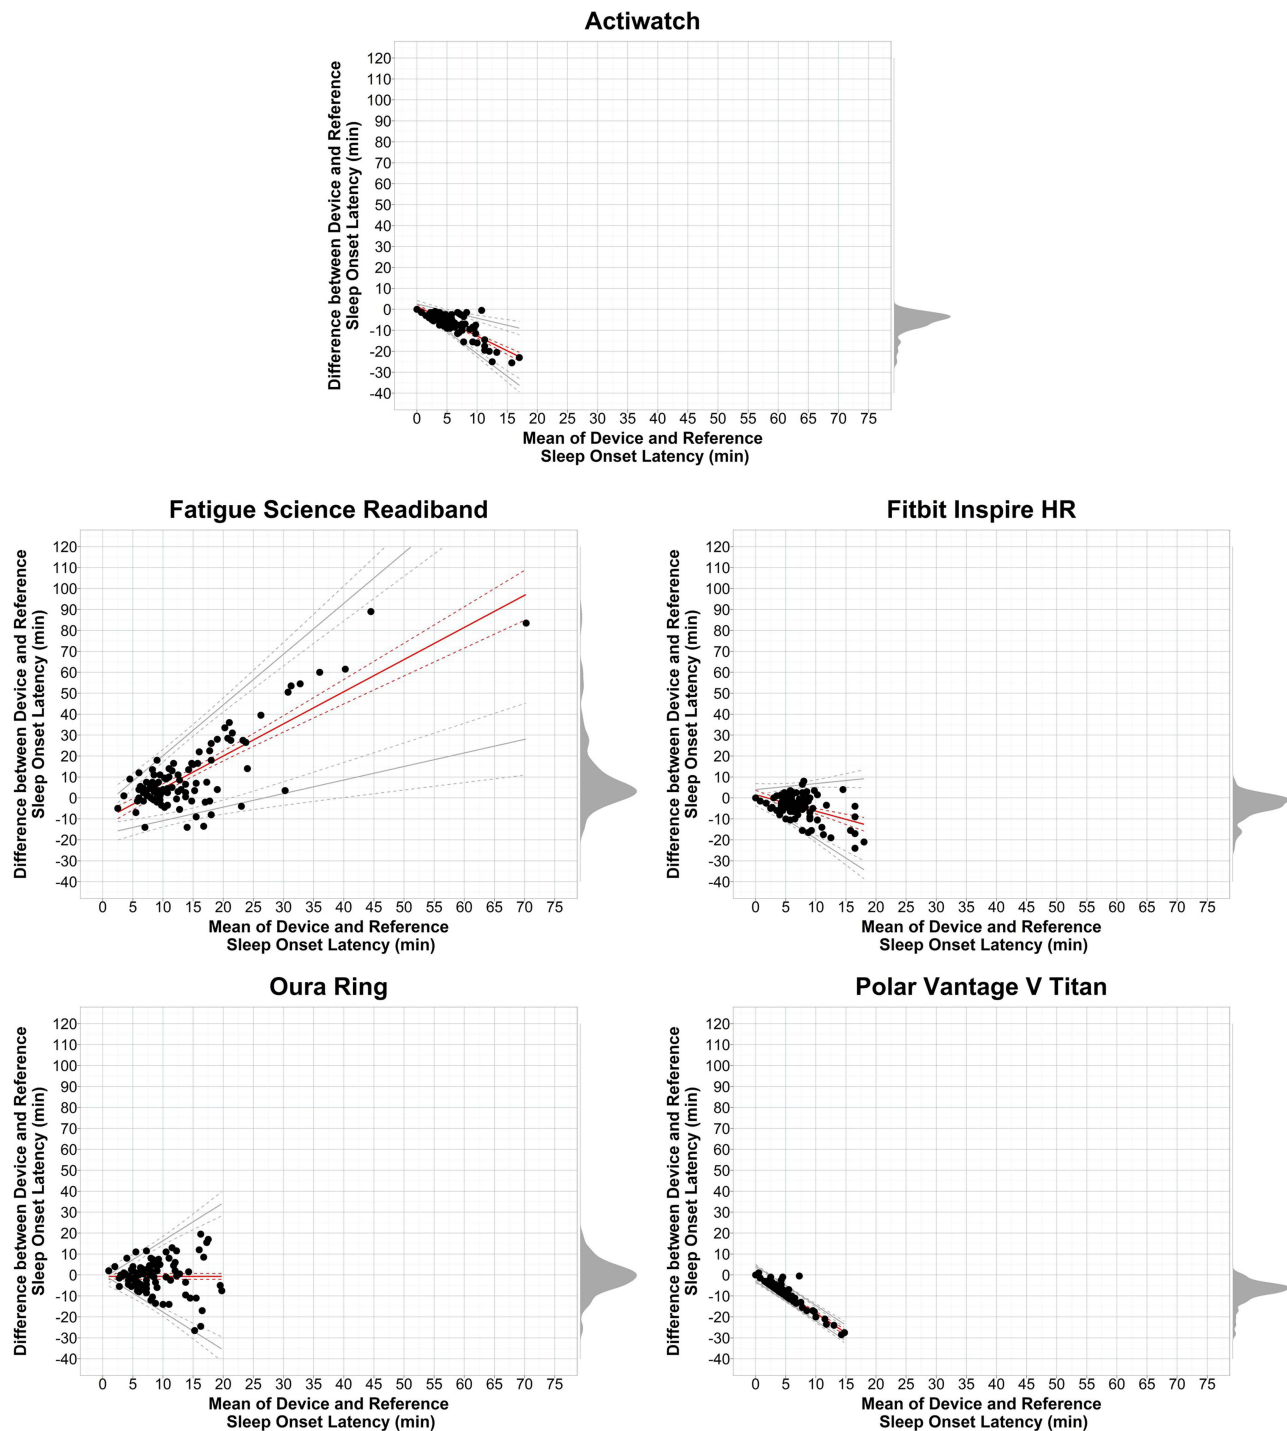 Actiwatch
Difference between Device and Reference
Sleep Onset Latency (min)
120
110
100
90
80
70
60
50
40
30
20
10
0
-10
-20
-30
-40
0 5 10 15 20 25 30 35 40 45 50 55 60 65 70 75
Mean of Device and Reference
Sleep Onset Latency (min)
Fatigue Science Readiband
Difference between Device and Reference
Sleep Onset Latency (min)
120
110
100
90
80
70
60
50
40
30
20
10
0
-10
-20
-30
-40
0 5 10 15 20 25 30 35 40 45 50 55 60 65 70 75
Mean of Device and Reference
Sleep Onset Latency (min)
Fitbit Inspire HR
Difference between Device and Reference
Sleep Onset Latency (min)
120
110
100
90
80
70
60
50
40
30
20
10
0
-10
-20
-30
-40
0 5 10 15 20 25 30 35 40 45 50 55 60 65 70 75
Mean of Device and Reference
Sleep Onset Latency (min)
Oura Ring
Difference between Device and Reference
Sleep Onset Latency (min)
120
110
100
90
80
70
60
50
40
30
20
10
0
-10
-20
-30
-40
0 5 10 15 20 25 30 35 40 45 50 55 60 65 70 75
Mean of Device and Reference
Sleep Onset Latency (min)
Polar Vantage V Titan
Difference between Device and Reference
Sleep Onset Latency (min)
120
110
100
90
80
70
60
50
40
30
20
10
0
-10
-20
-30
-40
0 5 10 15 20 25 30 35 40 45 50 55 60 65 70 75
Mean of Device and Reference
Sleep Onset Latency (min)